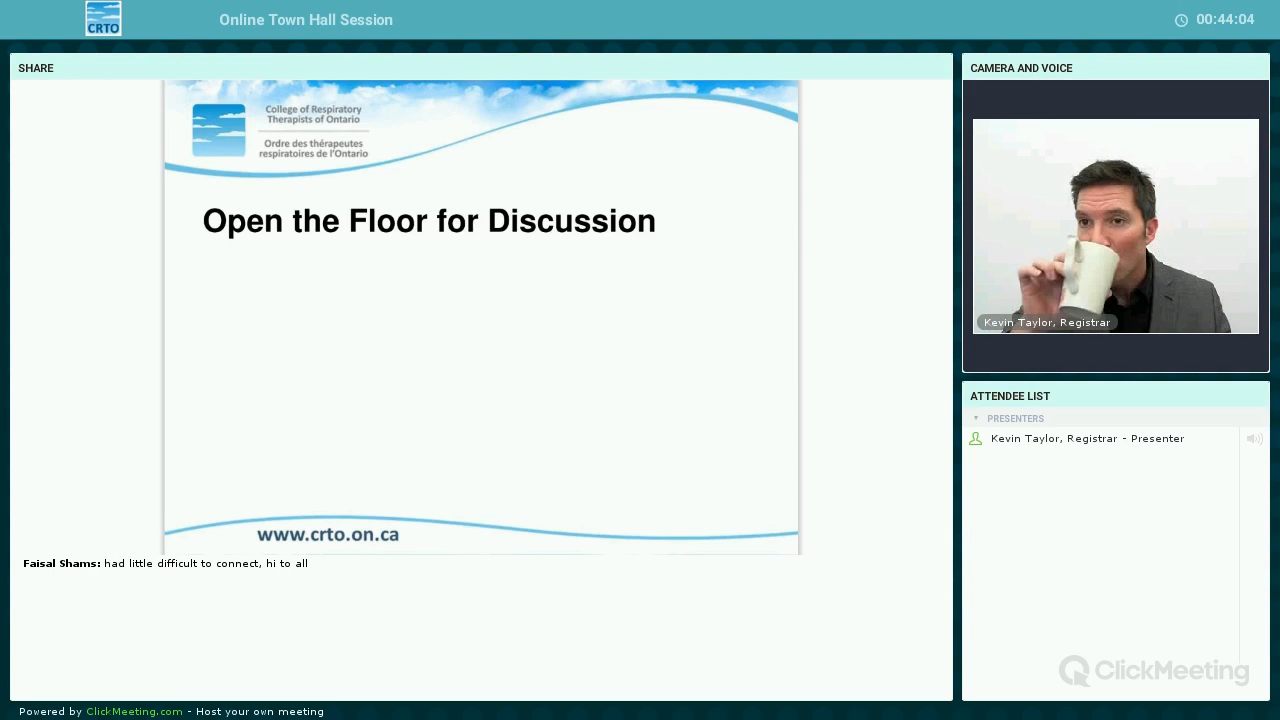 CRTO
Online Town Hall Session
00:44:04
SHARE
College of Respiratory
Therapists of Ontario
Ordre des thérapeutes
respiratoires de l'Ontario
Open the Floor for Discussion
www.crto.on.ca
Faisal Shams: had little difficult to connect, hi to all
CAMERA AND VOICE
Kevin Taylor, Registrar
ATTENDEE LIST
PRESENTERS
Kevin Taylor, Registrar - Presenter
ClickMeeting
Powered by ClickMeeting.com - Host your own meeting